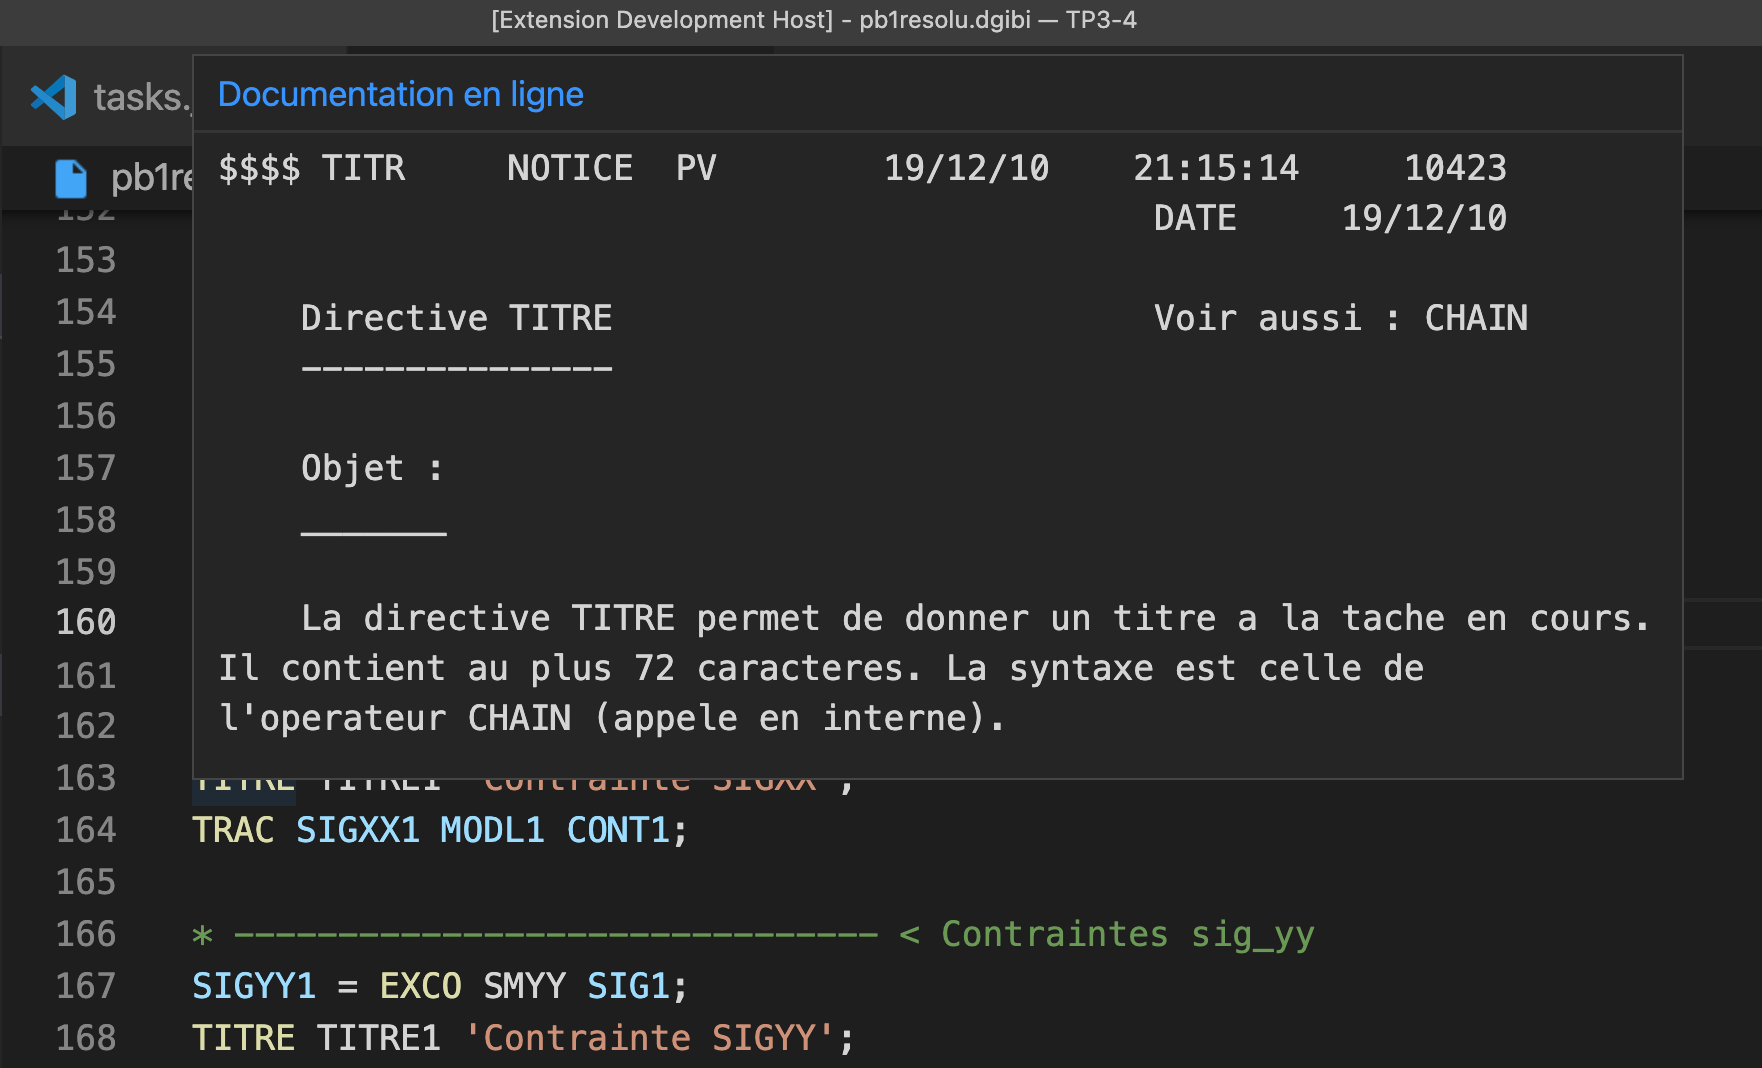 [Extension Development Host] - pb1resolu.dgibi — TP3-4
tasks.
Documentation en ligne
pb1re
$$$$ TITR     NOTICE  PV        19/12/10    21:15:14     10423
DATE     19/12/10
152
153
154 Directive TITRE                          Voir aussi : CHAIN
155 ---------------
156
157 Objet :
158 _______
159
160 La directive TITRE permet de donner un titre a la tache en cours.
161 Il contient au plus 72 caracteres. La syntaxe est celle de
162 l'operateur CHAIN (appele en interne).
163 TITRE TITRE1 'Contrainte SIGXX';
164 TRAC SIGXX1 MODL1 CONT1;
165
166 * ------------------------------- < Contraintes sig_yy
167 SIGYY1 = EXCO SMYY SIG1;
168 TITRE TITRE1 'Contrainte SIGYY';